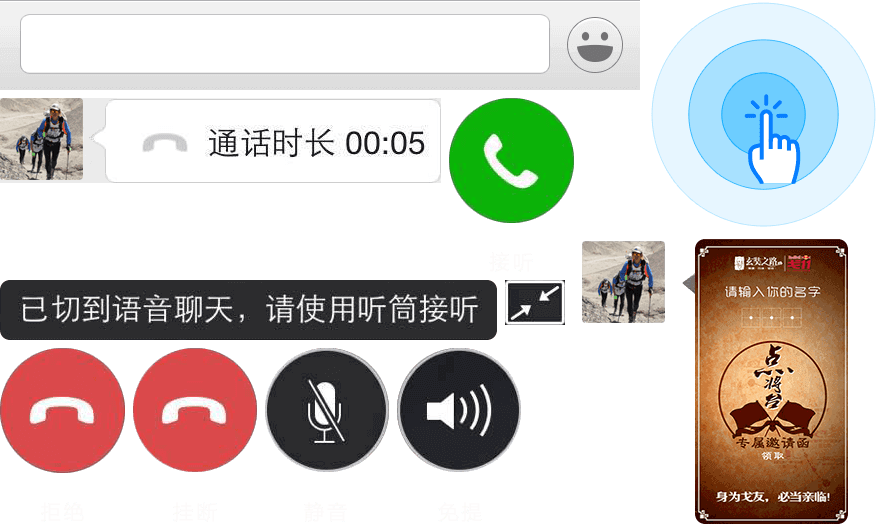 通话时长 00:05
已切到语音聊天，请使用听筒接听
玄奘之路
请输入你的名字
点将台
专属邀请函
领取
身为戈友，必当亲临!